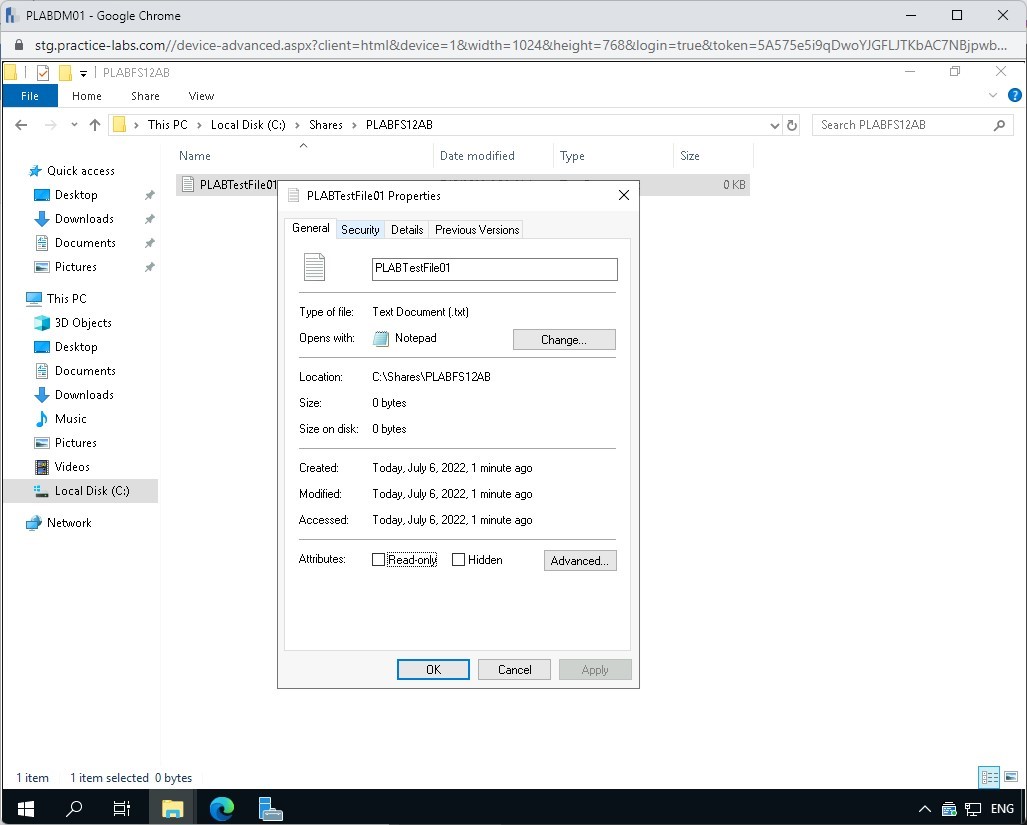 PLABDM01 - Google Chrome
stg.practice-labs.com//device-advanced.aspx?client=html&device=1&width=1024&height=768&login=true&token=5A575e5i9qDwoYJGFLJTKbAC7NBjpwb...
PLABFS12AB
File Home Share View
This PC Local Disk (C:) Shares PLABFS12AB Search PLABFS12AB
Name Date modified Type Size
PLABTestFile01 0 KB
Quick access
Desktop
Downloads
Documents
Pictures
This PC
3D Objects
Desktop
Documents
Downloads
Music
Pictures
Videos
Local Disk (C:)
Network
PLABTestFile01 Properties
General Security Details Previous Versions
PLABTestFile01
Type of file: Text Document (.txt)
Opens with: Notepad Change...
Location: C:\Shares\PLABFS12AB
Size: 0 bytes
Size on disk: 0 bytes
Created: Today, July 6, 2022, 1 minute ago
Modified: Today, July 6, 2022, 1 minute ago
Accessed: Today, July 6, 2022, 1 minute ago
Attributes: Read-only Hidden Advanced...
OK Cancel Apply
1 item 1 item selected 0 bytes
ENG